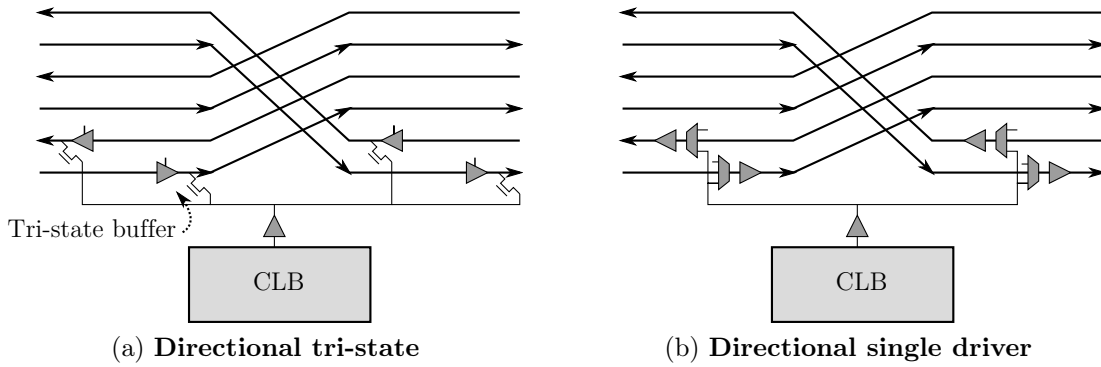 Tri-state buffer
CLB
CLB
(a) Directional tri-state
(b) Directional single driver